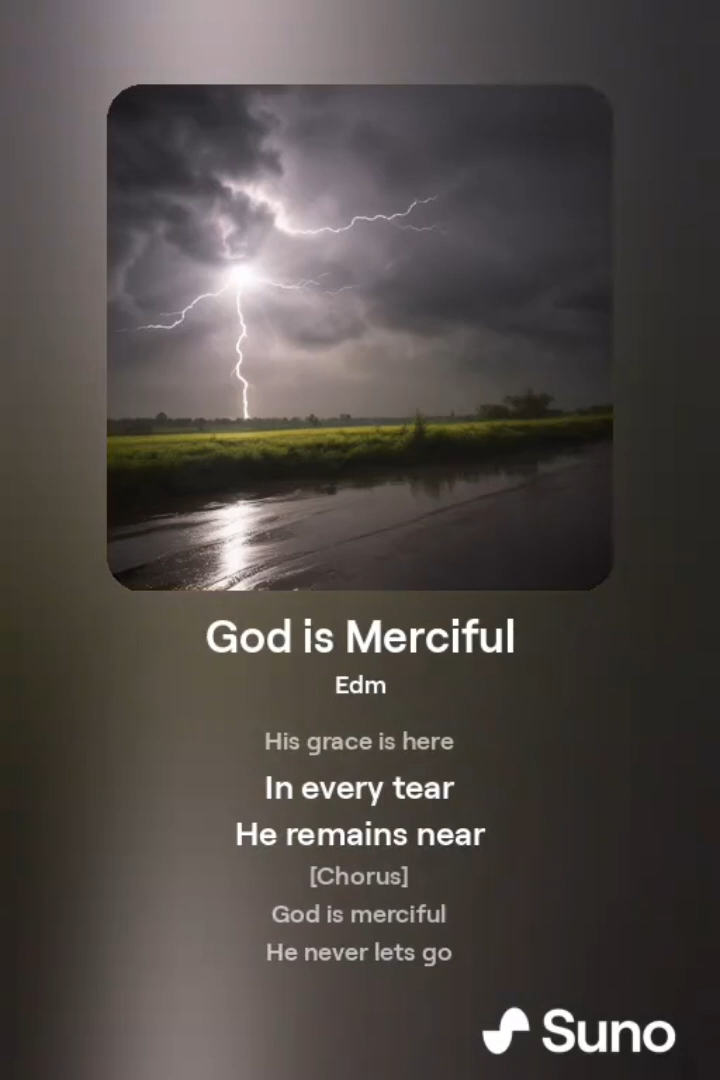 God is Merciful
Edm
His grace is here
In every tear
He remains near
[Chorus]
God is merciful
He never lets go
Suno